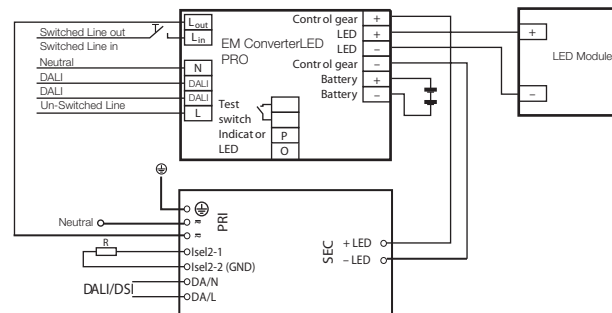 Switched Line out
Switched Line in
Neutral
DALI
DALI
Un-Switched Line
Lout
Lin
N
DALI
DALI
L
EM ConverterLED
PRO
Test
switch
Indicator
LED
P
O
Control gear +
LED +
LED –
Control gear –
Battery +
Battery –
+
LED Module
–
Neutral
R
DALI/DSI
PRI
≂
=
Isel2-1
Isel2-2 (GND)
DA/N
DA/L
SEC
+ LED
– LED